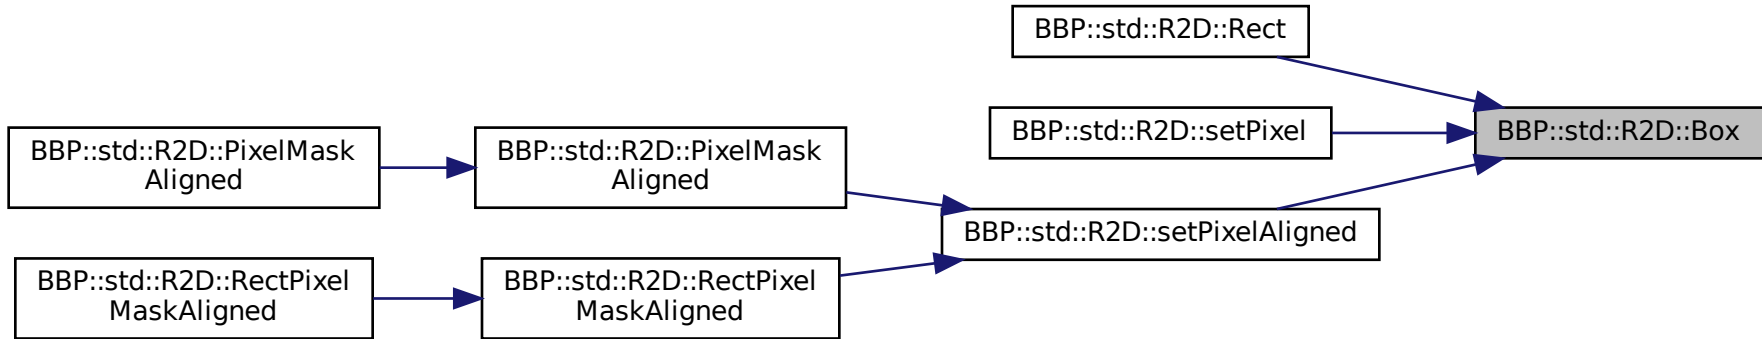 BBP::std::R2D::Rect
BBP::std::R2D::setPixel
BBP::std::R2D::Box
BBP::std::R2D::PixelMask
Aligned
BBP::std::R2D::PixelMask
Aligned
BBP::std::R2D::setPixelAligned
BBP::std::R2D::RectPixel
MaskAligned
BBP::std::R2D::RectPixel
MaskAligned